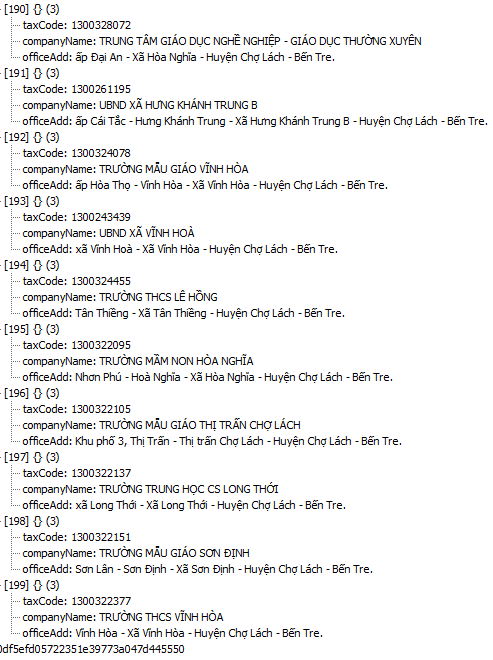 [190] {} (3)
taxCode: 1300328072
companyName: TRUNG TÂM GIÁO DỤC NGHỀ NGHIỆP - GIÁO DỤC THƯỜNG XUYÊN
officeAdd: ấp Đại An - Xã Hòa Nghĩa - Huyện Chợ Lách - Bến Tre.
[191] {} (3)
taxCode: 1300261195
companyName: UBND XÃ HƯNG KHÁNH TRUNG B
officeAdd: ấp Cái Tắc - Hưng Khánh Trung - Xã Hưng Khánh Trung B - Huyện Chợ Lách - Bến Tre.
[192] {} (3)
taxCode: 1300324078
companyName: TRƯỜNG MẪU GIÁO VĨNH HÒA
officeAdd: ấp Hòa Thọ - Vĩnh Hòa - Xã Vĩnh Hòa - Huyện Chợ Lách - Bến Tre.
[193] {} (3)
taxCode: 1300243439
companyName: UBND XÃ VĨNH HOÀ
officeAdd: xã Vĩnh Hoà - Xã Vĩnh Hòa - Huyện Chợ Lách - Bến Tre.
[194] {} (3)
taxCode: 1300324455
companyName: TRƯỜNG THCS LÊ HỒNG
officeAdd: Tân Thiềng - Xã Tân Thiềng - Huyện Chợ Lách - Bến Tre.
[195] {} (3)
taxCode: 1300322095
companyName: TRƯỜNG MẦM NON HÒA NGHĨA
officeAdd: Nhơn Phú - Hoà Nghĩa - Xã Hòa Nghĩa - Huyện Chợ Lách - Bến Tre.
[196] {} (3)
taxCode: 1300322105
companyName: TRƯỜNG MẪU GIÁO THỊ TRẤN CHỢ LÁCH
officeAdd: Khu phố 3, Thị Trấn - Thị trấn Chợ Lách - Huyện Chợ Lách - Bến Tre.
[197] {} (3)
taxCode: 1300322137
companyName: TRƯỜNG TRUNG HỌC CS LONG THỚI
officeAdd: xã Long Thới - Xã Long Thới - Huyện Chợ Lách - Bến Tre.
[198] {} (3)
taxCode: 1300322151
companyName: TRƯỜNG MẪU GIÁO SƠN ĐỊNH
officeAdd: Sơn Lân - Sơn Định - Xã Sơn Định - Huyện Chợ Lách - Bến Tre.
[199] {} (3)
taxCode: 1300322377
companyName: TRƯỜNG THCS VĨNH HÒA
officeAdd: Vĩnh Hòa - Xã Vĩnh Hòa - Huyện Chợ Lách - Bến Tre.
0df5efd05722351e39773a047d445550